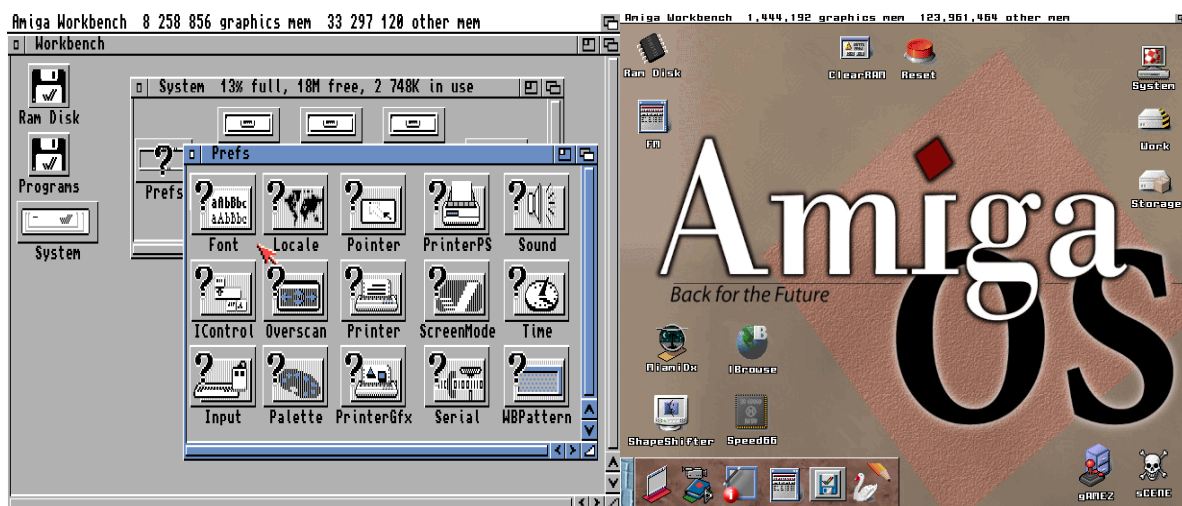 Amiga Workbench 8 258 856 graphics mem 33 297 120 other mem
Workbench
Ram Disk
Programs
System
System 13% full, 18M free, 2 748K in use
Prefs
Prefs
aAbBbc
aAbBbc
Font Locale Pointer PrinterPS Sound
IControl Overscan Printer ScreenMode Time
Input Palette PrinterGfx Serial WBPattern
Amiga Workbench 1,444,192 graphics mem 123,961,464 other mem
Ram Disk
ClearRAM Reset
System
FM
Work
Storage
Amiga
OS
Back for the Future
MiamiDx IBrowse
ShapeShifter Speed66
gAMEZ sCENE